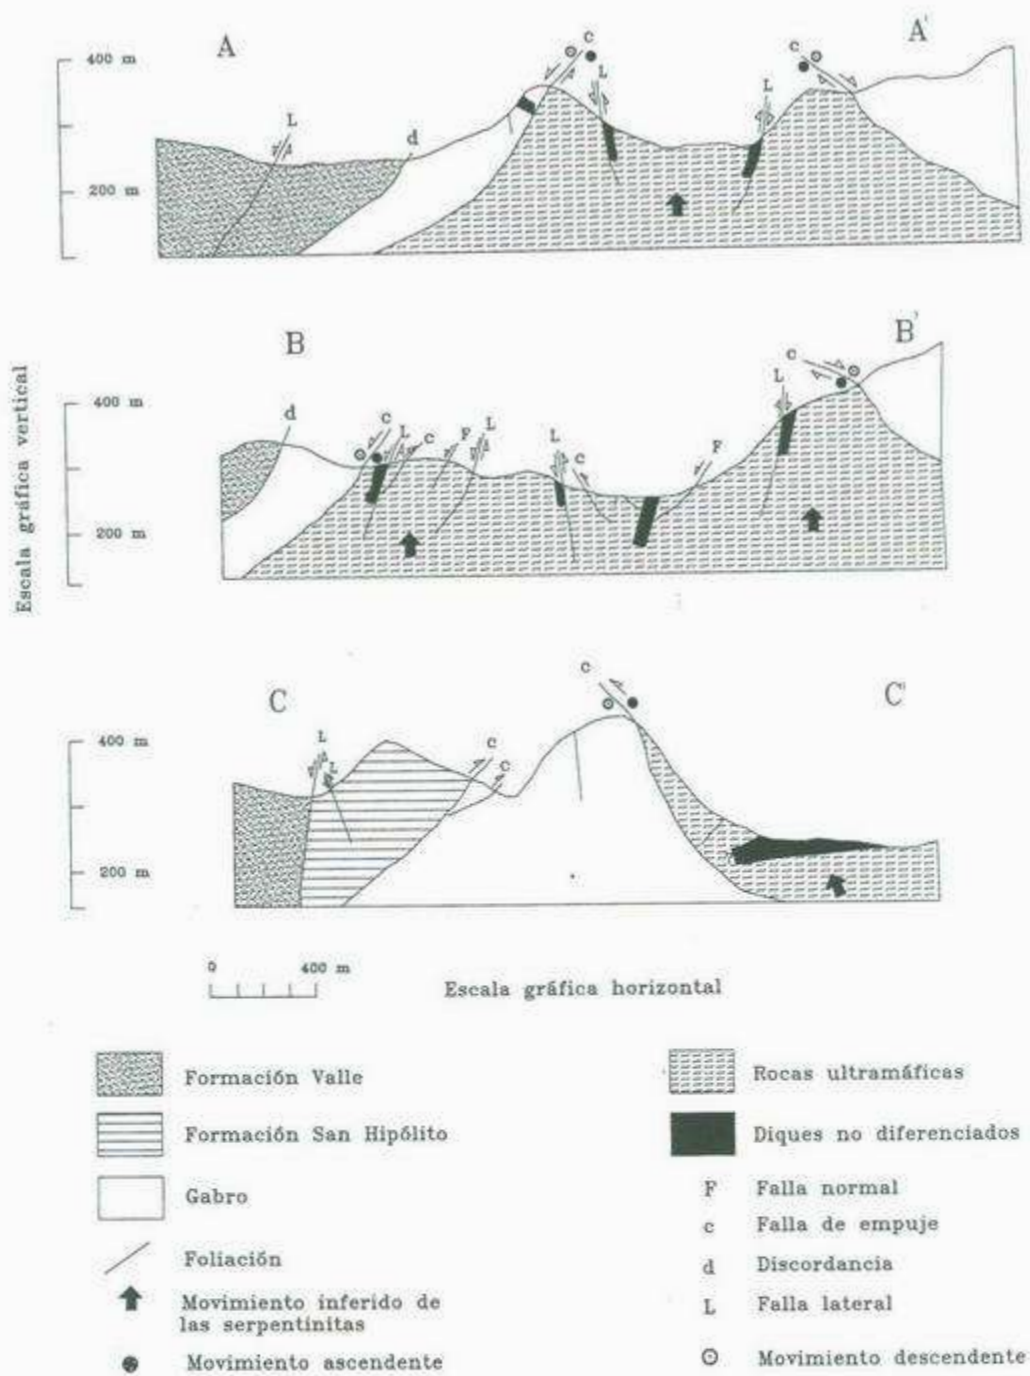 A
A'
400 m
200 m
L
d
c
L
L
c
B
B'
400 m
200 m
d
c
L
c
F
L
L
c
F
L
c
Escala gráfica vertical
C
C'
400 m
200 m
L
L
c
c
c
0 400 m
Escala gráfica horizontal
Formación Valle
Formación San Hipólito
Gabro
Foliación
Movimiento inferido de
las serpentinitas
Movimiento ascendente
Rocas ultramáficas
Diques no diferenciados
F Falla normal
c Falla de empuje
d Discordancia
L Falla lateral
Movimiento descendente